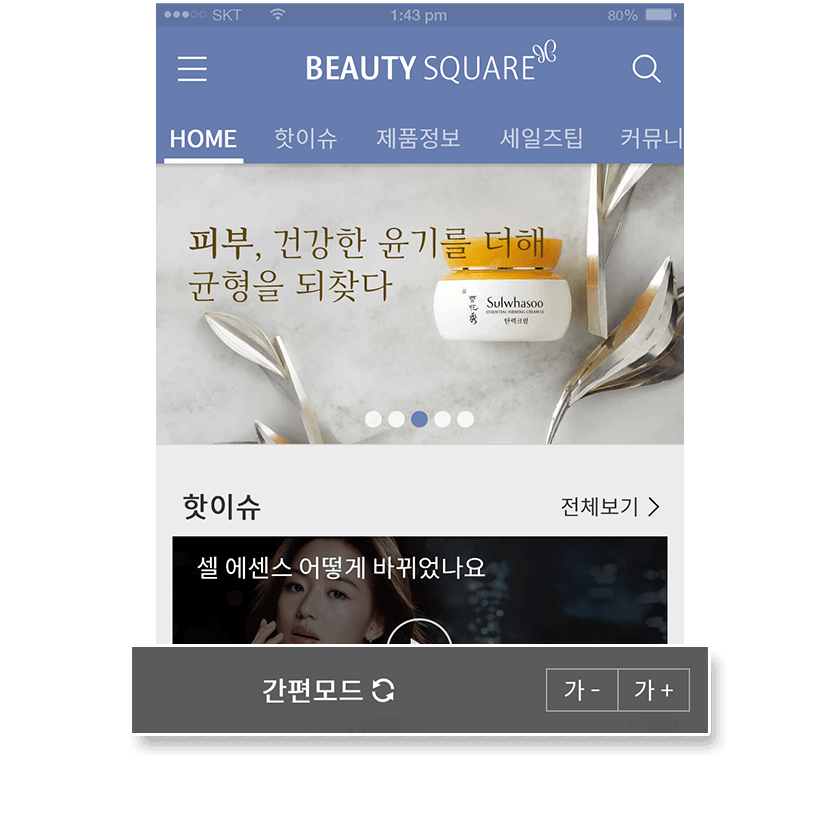 SKT 1:43 pm 80%
BEAUTY SQUARE
HOME 핫이슈 제품정보 세일즈팁 커뮤니
피부, 건강한 윤기를 더해
균형을 되찾다
Sulwhasoo
ESSENTIAL FIRMING CREAM EX
탄력크림
핫이슈 전체보기
셀 에센스 어떻게 바뀌었나요
간편모드 가 - 가 +